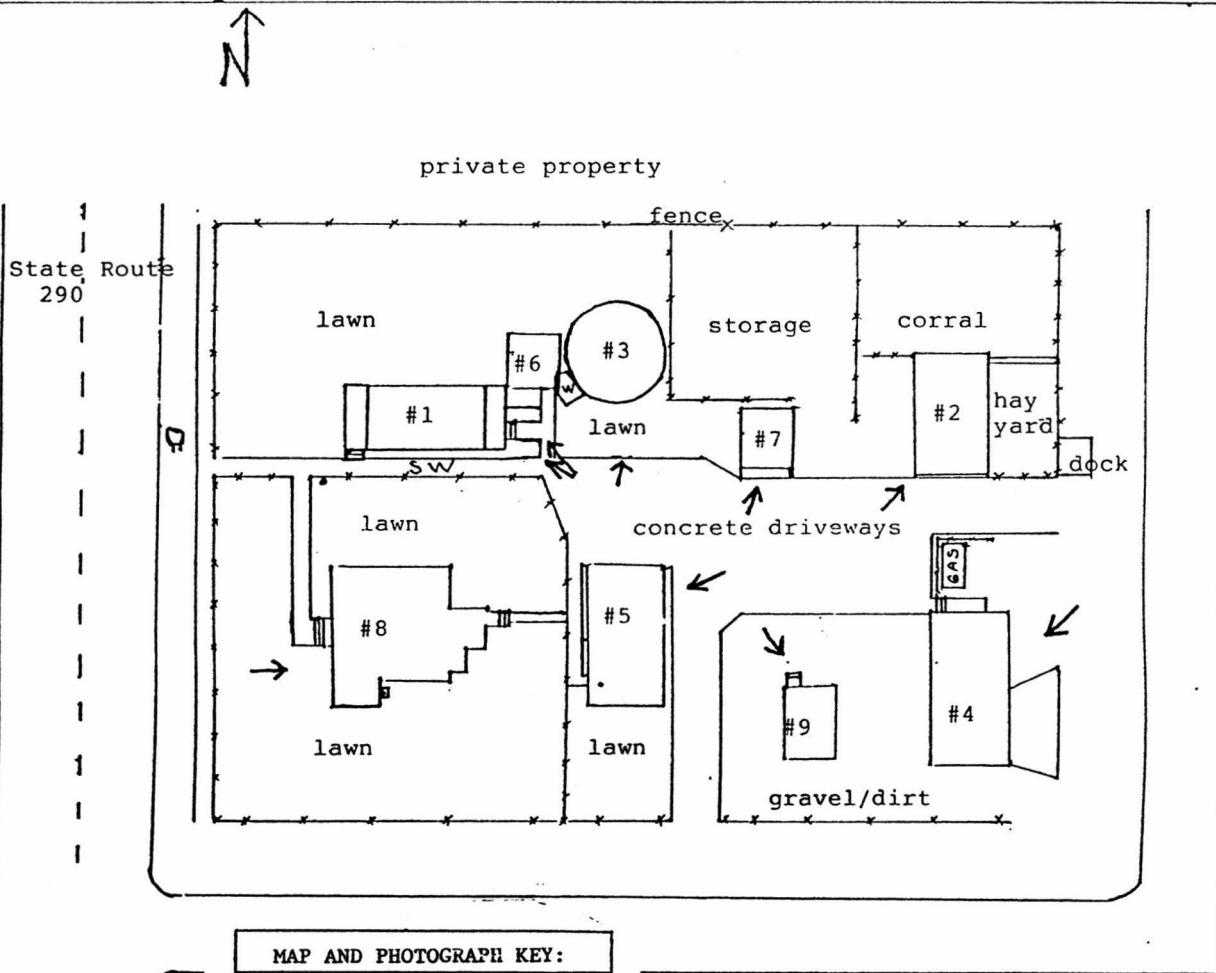 N
private property
fence
State Route
290
lawn
storage
corral
#3
#6
W
#1
#2
hay
yard
lawn
#7
SW
dock
lawn
concrete driveways
GAS
#8
#5
#9
#4
lawn
lawn
gravel/dirt
MAP AND PHOTOGRAPH KEY: